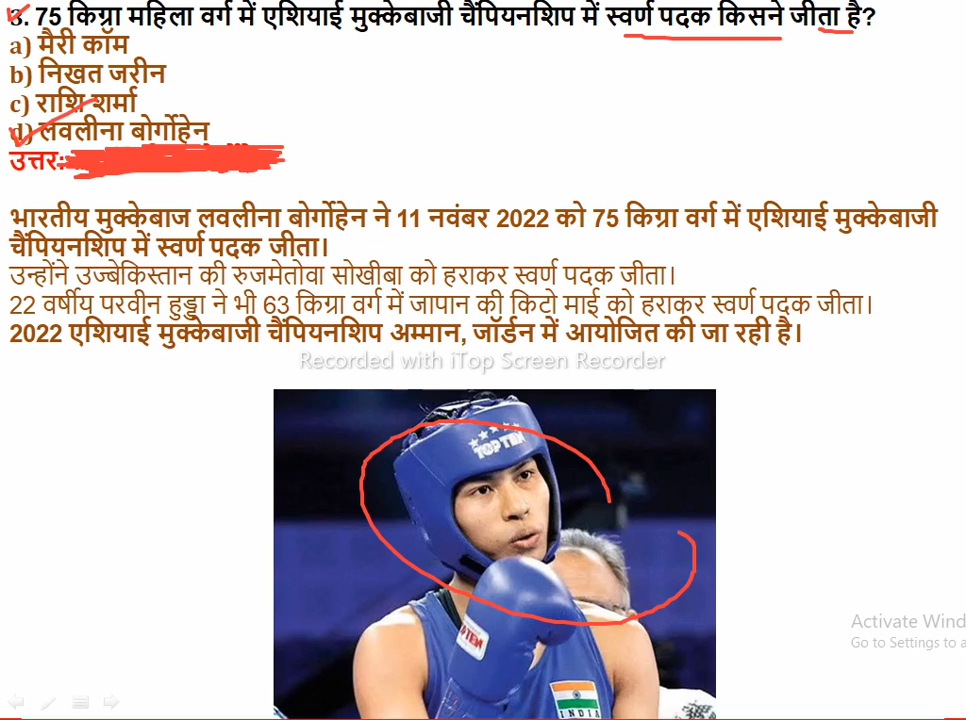 8. 75 किग्रा महिला वर्ग में एशियाई मुक्केबाजी चैंपियनशिप में स्वर्ण पदक किसने जीता है?
a) मैरी कॉम
b) निखत जरीन
c) राशि शर्मा
d) लवलीना बोर्गोहेन
उत्तर:
भारतीय मुक्केबाज लवलीना बोर्गोहेन ने 11 नवंबर 2022 को 75 किग्रा वर्ग में एशियाई मुक्केबाजी
चैंपियनशिप में स्वर्ण पदक जीता।
उन्होंने उज्बेकिस्तान की रुजमेतोवा सोखीबा को हराकर स्वर्ण पदक जीता।
22 वर्षीय परवीन हुड्डा ने भी 63 किग्रा वर्ग में जापान की किटो माई को हराकर स्वर्ण पदक जीता।
2022 एशियाई मुक्केबाजी चैंपियनशिप अम्मान, जॉर्डन में आयोजित की जा रही है।
Recorded with iTop Screen Recorder
TOP TEN
TOP TEN
INDIA
Activate Wind
Go to Settings to a